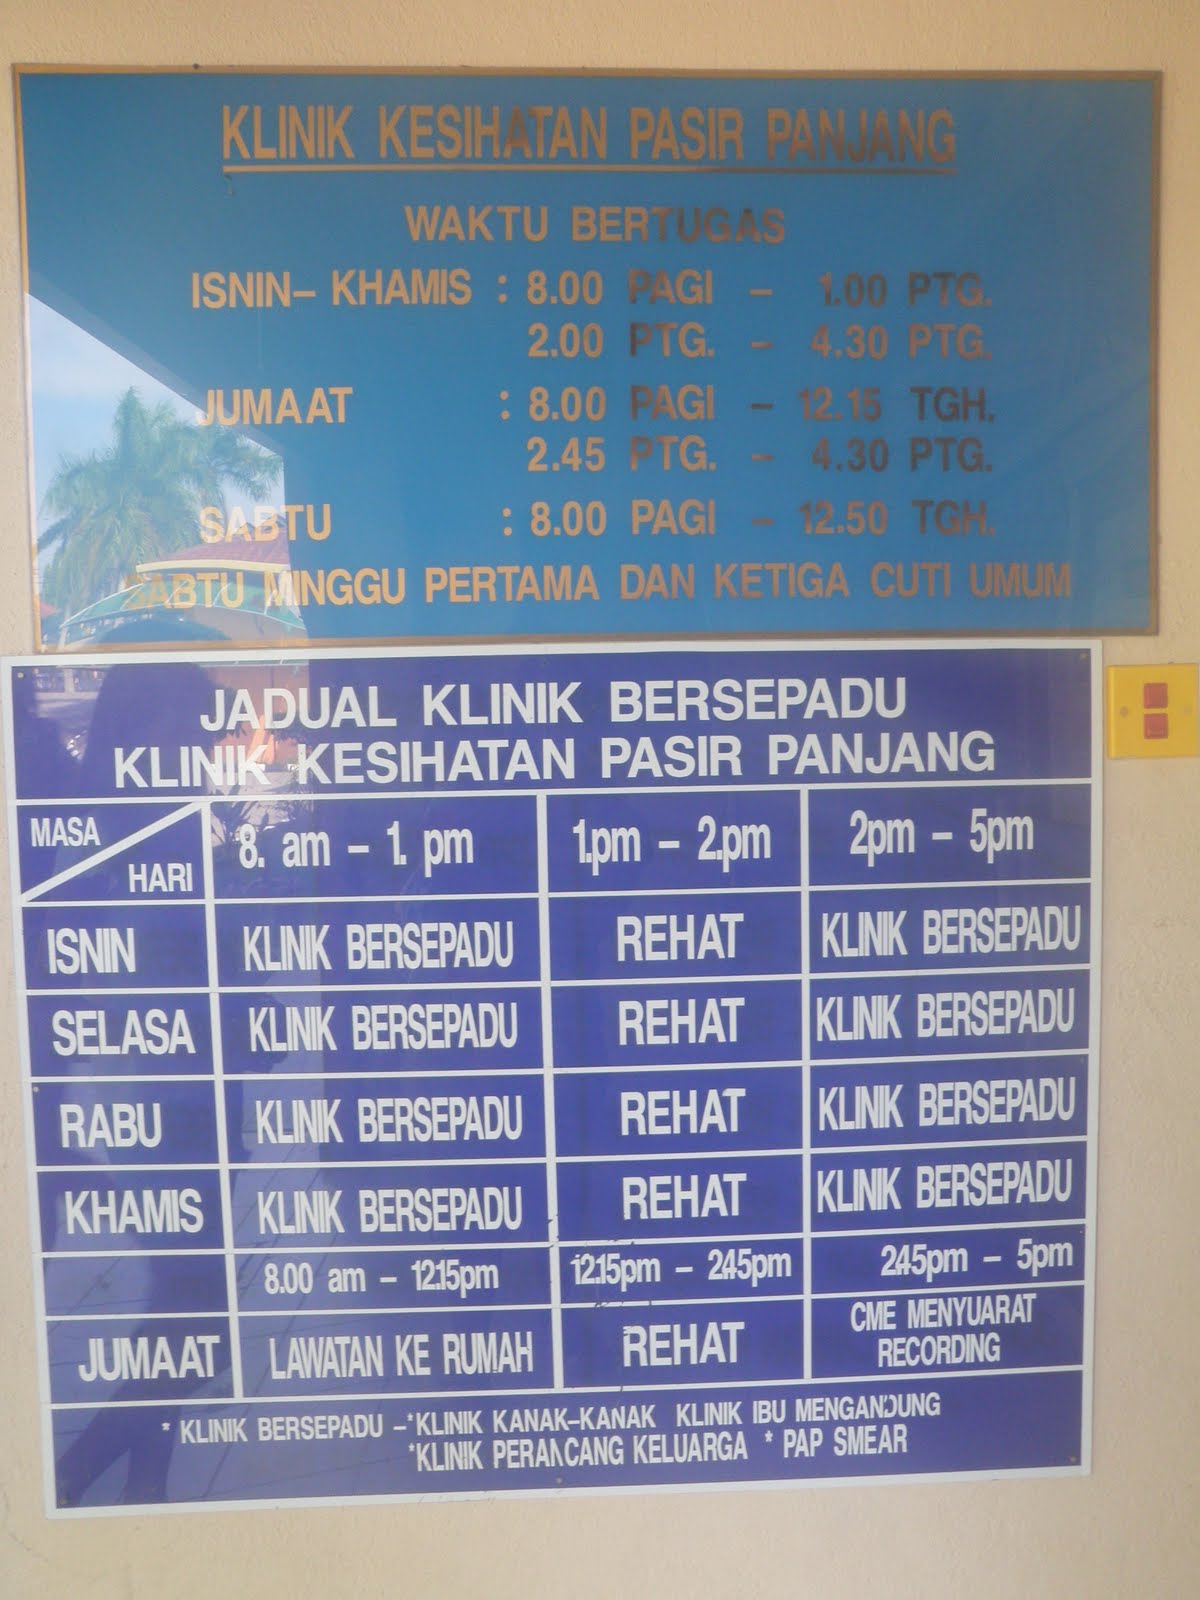 KLINIK KESIHATAN PASIR PANJANG
WAKTU BERTUGAS
ISNIN– KHAMIS : 8.00 PAGI – 1.00 PTG.
2.00 PTG. – 4.30 PTG.
JUMAAT : 8.00 PAGI – 12.15 TGH.
2.45 PTG. – 4.30 PTG.
SABTU : 8.00 PAGI – 12.50 TGH.
SABTU MINGGU PERTAMA DAN KETIGA CUTI UMUM
JADUAL KLINIK BERSEPADU
KLINIK KESIHATAN PASIR PANJANG
MASA HARI 8. am – 1. pm 1.pm – 2.pm 2pm – 5pm
ISNIN KLINIK BERSEPADU REHAT KLINIK BERSEPADU
SELASA KLINIK BERSEPADU REHAT KLINIK BERSEPADU
RABU KLINIK BERSEPADU REHAT KLINIK BERSEPADU
KHAMIS KLINIK BERSEPADU REHAT KLINIK BERSEPADU
8.00 am – 12.15pm 12.15pm – 2.45pm 2.45pm – 5pm
JUMAAT LAWATAN KE RUMAH REHAT CME MENYUARAT
RECORDING
* KLINIK BERSEPADU –*KLINIK KANAK–KANAK KLINIK IBU MENGANDUNG
*KLINIK PERANCANG KELUARGA * PAP SMEAR